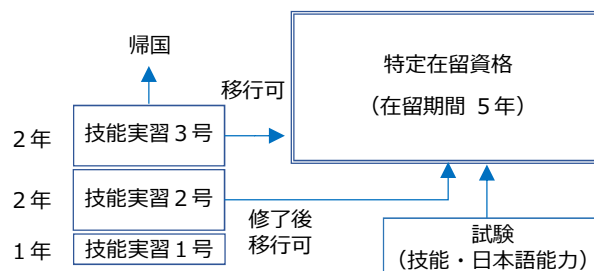 帰国
特定在留資格
（在留期間 5年）
移行可
2年
技能実習3号
2年
技能実習2号
修了後
移行可
1年
技能実習1号
試験
（技能・日本語能力）